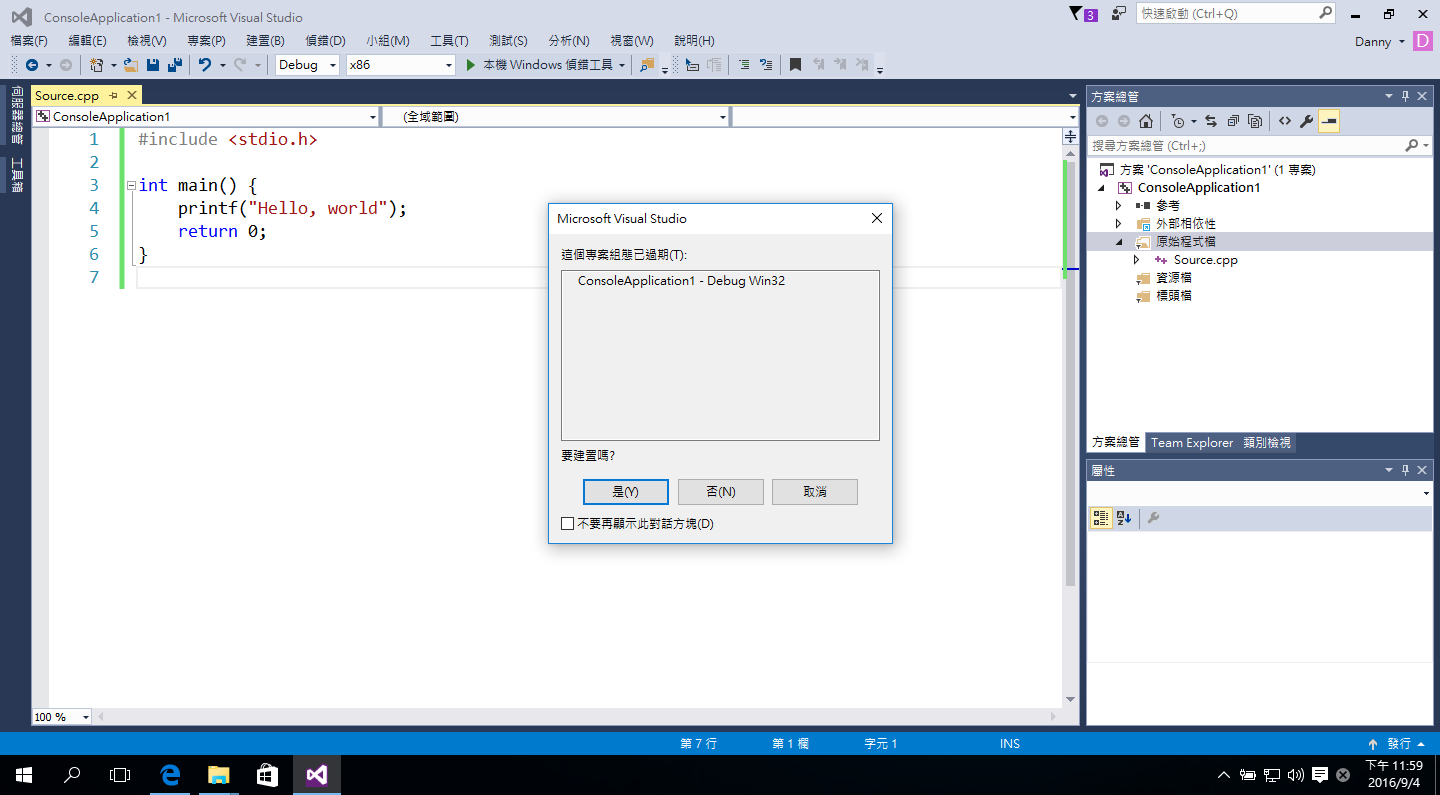 ConsoleApplication1 - Microsoft Visual Studio
3
快速啟動 (Ctrl+Q)
檔案(F) 編輯(E) 檢視(V) 專案(P) 建置(B) 偵錯(D) 小組(M) 工具(T) 測試(S) 分析(N) 視窗(W) 說明(H)
Danny D
Debug x86 本機 Windows 偵錯工具
伺服器總管
工具箱
Source.cpp
ConsoleApplication1 (全域範圍)
1 #include <stdio.h>
2
3 int main() {
4 printf("Hello, world");
5 return 0;
6 }
7
100 %
Microsoft Visual Studio
這個專案組態已過期(T):
ConsoleApplication1 - Debug Win32
要建置嗎?
是(Y) 否(N) 取消
不要再顯示此對話方塊(D)
方案總管
搜尋方案總管 (Ctrl+;)
方案 'ConsoleApplication1' (1 專案)
ConsoleApplication1
參考
外部相依性
原始程式檔
Source.cpp
資源檔
標頭檔
方案總管 Team Explorer 類別檢視
屬性
第 7 行 第 1 欄 字元 1 INS 發行
下午 11:59
2016/9/4